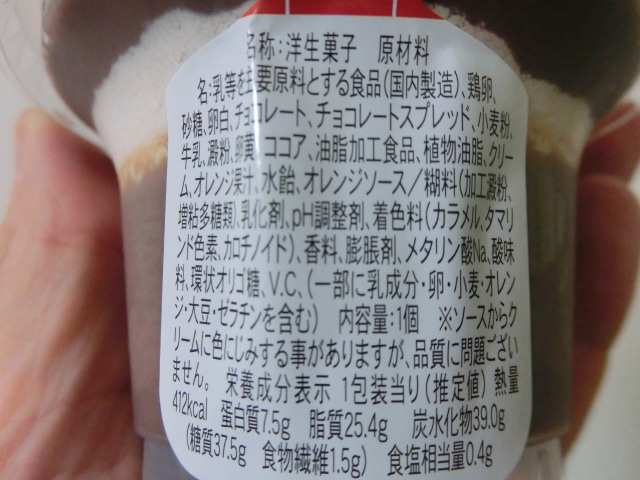 名称:洋生菓子 原材料
名:乳等を主要原料とする食品(国内製造)、鶏卵、
砂糖、卵白、チョコレート、チョコレートスプレッド、小麦粉、
牛乳、澱粉、卵黄、ココア、油脂加工食品、植物油脂、クリー
ム、オレンジ果汁、水飴、オレンジソース/糊料(加工澱粉、
増粘多糖類)、乳化剤、pH調整剤、着色料(カラメル、タマリ
ンド色素、カロチノイド)、香料、膨脹剤、メタリン酸Na、酸味
料、環状オリゴ糖、V.C、(一部に乳成分・卵・小麦・オレン
ジ・大豆・ゼラチンを含む) 内容量:1個 ※ソースからク
リームに色にじみする事がありますが、品質に問題ござい
ません。 栄養成分表示 1包装当り(推定値) 熱量
412kcal 蛋白質7.5g 脂質25.4g 炭水化物39.0g
(糖質37.5g 食物繊維1.5g) 食塩相当量0.4g